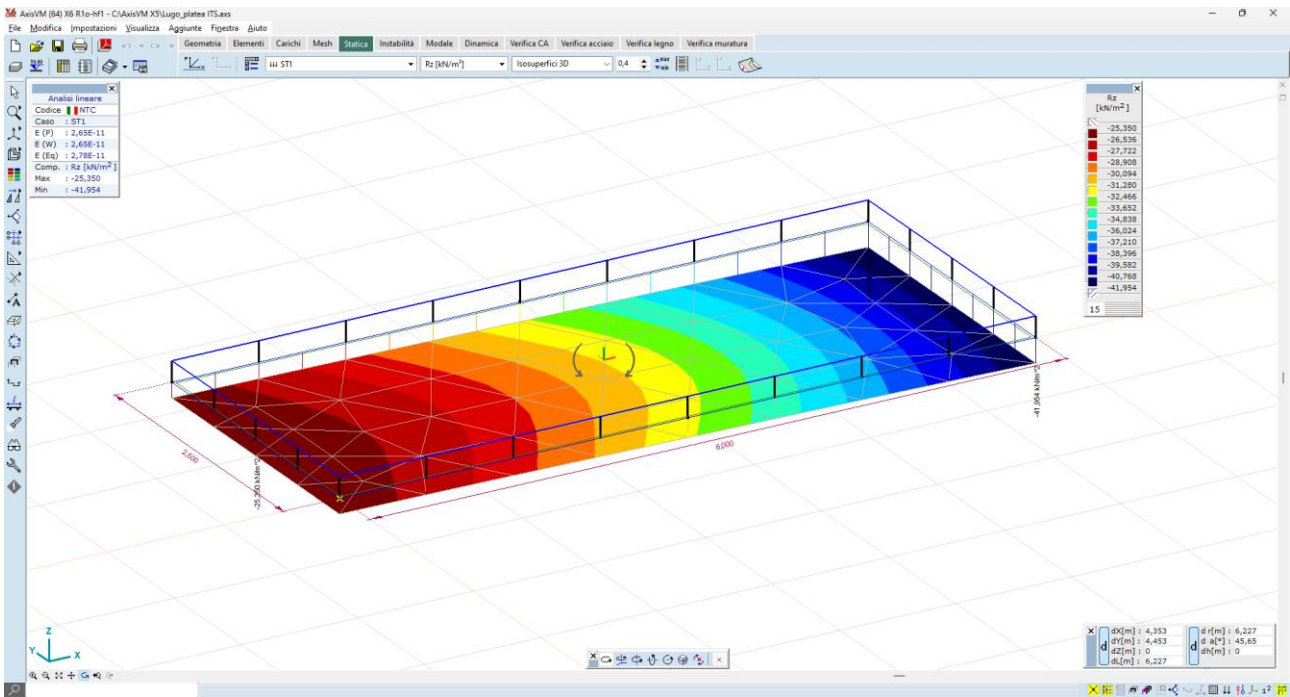 X6 AxisVM (64) X6 R1o-hf1 - C:\AxisVM X5\Lugo_platea ITS.axs
File Modifica Impostazioni Visualizza Aggiunte Finestra Aiuto
Geometria Elementi Carichi Mesh Statica Instabilità Modale Dinamica Verifica CA Verifica acciaio Verifica legno Verifica muratura
ST1 Rz [kN/m²] Isosuperfici 3D 0,4
Analisi lineare
Codice NTC
Caso : ST1
E (P) : 2,65E-11
E (W) : 2,65E-11
E (Eq) : 2,78E-11
Comp. : Rz [kN/m²]
Max : -25,350
Min : -41,954
Rz
[kN/m²]
-25,350
-26,536
-27,722
-28,908
-30,094
-31,280
-32,466
-33,652
-34,838
-36,024
-37,210
-38,396
-39,582
-40,768
-41,954
15
2,500
-25,350 kN/m^2
6,000
-41,954 kN/m^2
Z
Y
X
d
dX[m] : 4,353
dY[m] : 4,453
dZ[m] : 0
dL[m] : 6,227
d
d r[m] : 6,227
d a[°] : 45,65
dh[m] : 0